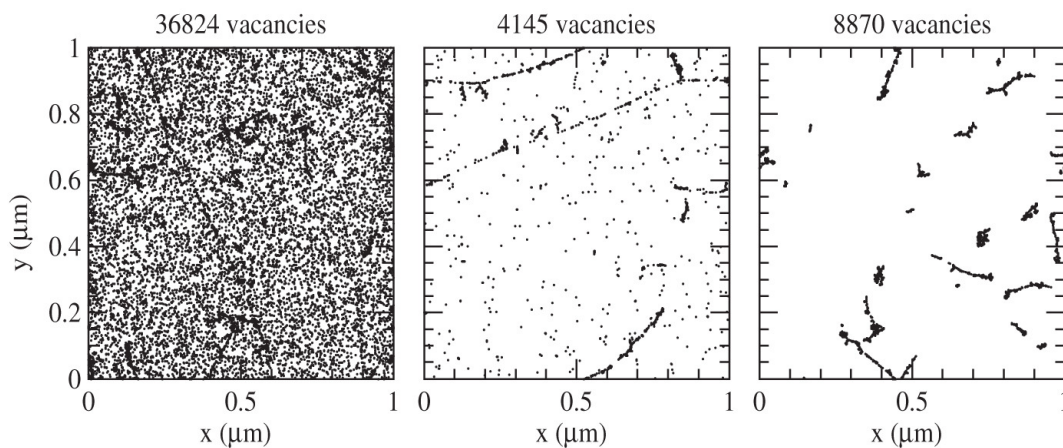 36824 vacancies 4145 vacancies 8870 vacancies
1
0.8
0.6
0.4
0.2
0
y (μm)
0 0.5 1 0 0.5 1 0 0.5 1
x (μm) x (μm) x (μm)